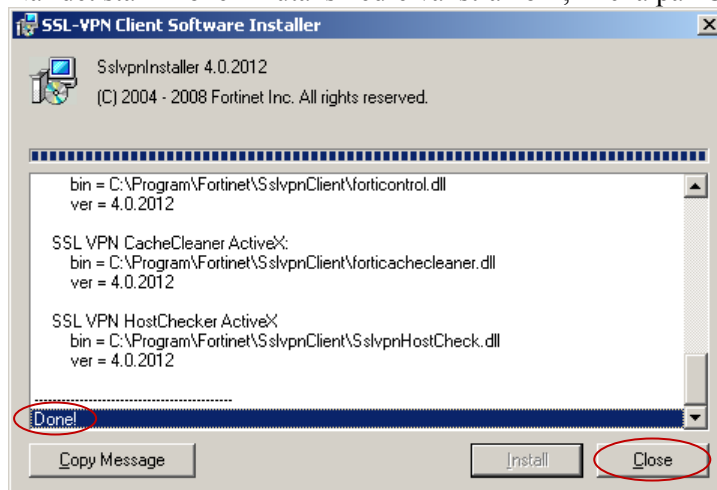 SSL-VPN Client Software Installer
SslvpnInstaller 4.0.2012
(C) 2004 - 2008 Fortinet Inc. All rights reserved.
bin = C:\Program\Fortinet\SslvpnClient\forticontrol.dll
ver = 4.0.2012
SSL VPN CacheCleaner ActiveX:
bin = C:\Program\Fortinet\SslvpnClient\forticachecleaner.dll
ver = 4.0.2012
SSL VPN HostChecker ActiveX
bin = C:\Program\Fortinet\SslvpnClient\SslvpnHostCheck.dll
ver = 4.0.2012
----------------------------------------
Done!
Copy Message Install Close